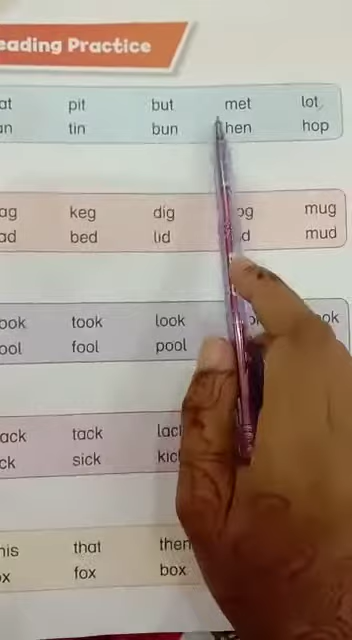 eading Practice
at pit but met lot
an tin bun hen hop
ag keg dig og mug
ad bed lid d mud
ook took look ok
ool fool pool
ack tack lac
ck sick kic
his that then
ox fox box